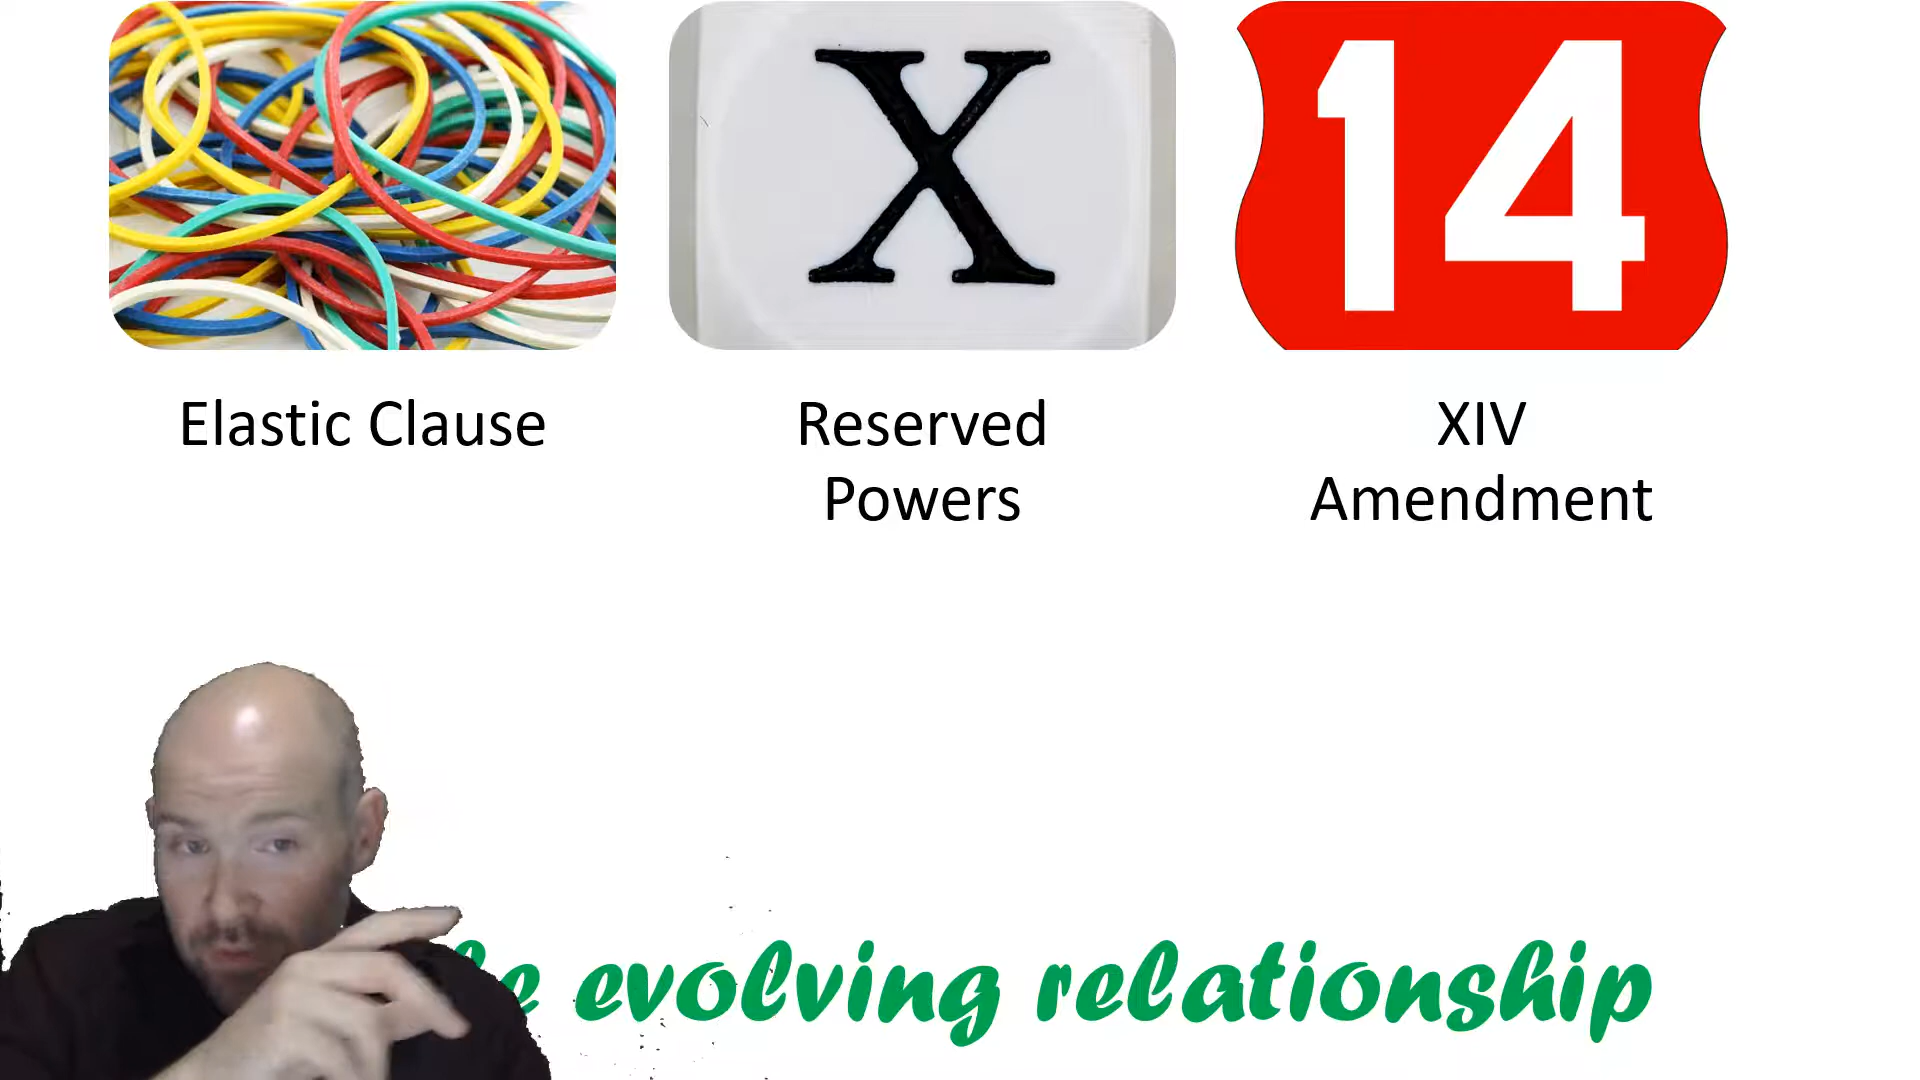 X
14
Elastic Clause
Reserved
Powers
XIV
Amendment
evolving relationship